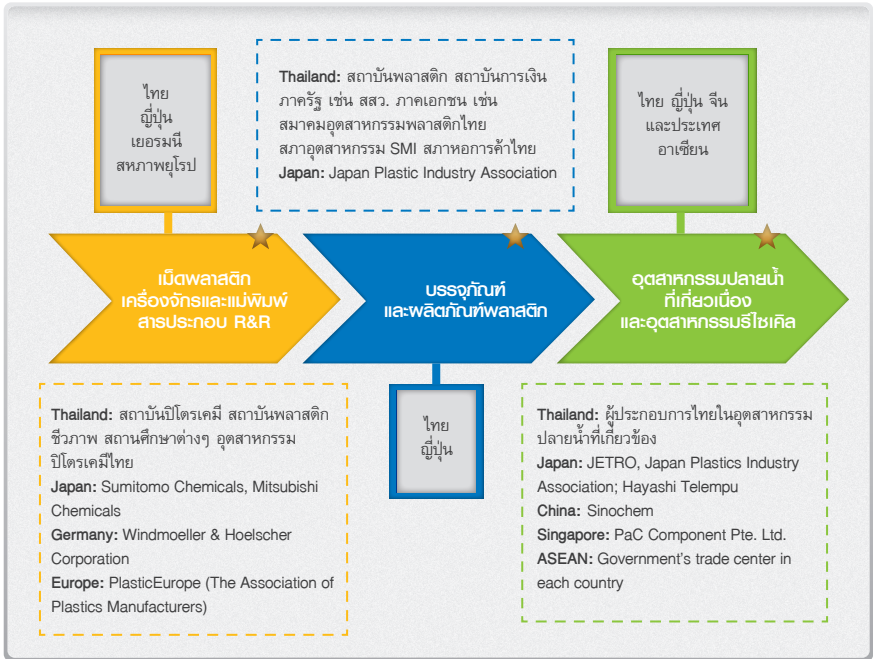 ไทย
ญี่ปุ่น
เยอรมนี
สหภาพยุโรป
Thailand: สถาบันพลาสติก สถาบันการเงิน
ภาครัฐ เช่น สสว. ภาคเอกชน เช่น
สมาคมอุตสาหกรรมพลาสติกไทย
สภาอุตสาหกรรม SMI สภาหอการค้าไทย
Japan: Japan Plastic Industry Association
ไทย ญี่ปุ่น จีน
และประเทศ
อาเซียน
เม็ดพลาสติก
เครื่องจักรและแม่พิมพ์
สารประกอบ R&R
บรรจุภัณฑ์
และผลิตภัณฑ์พลาสติก
อุตสาหกรรมปลายน้ำ
ที่เกี่ยวเนื่อง
และอุตสาหกรรมรีไซเคิล
Thailand: สถาบันปิโตรเคมี สถาบันพลาสติก
ชีวภาพ สถานศึกษาต่างๆ อุตสาหกรรม
ปิโตรเคมีไทย
Japan: Sumitomo Chemicals, Mitsubishi
Chemicals
Germany: Windmoeller & Hoelscher
Corporation
Europe: PlasticEurope (The Association of
Plastics Manufacturers)
ไทย
ญี่ปุ่น
Thailand: ผู้ประกอบการไทยในอุตสาหกรรม
ปลายน้ำที่เกี่ยวข้อง
Japan: JETRO, Japan Plastics Industry
Association; Hayashi Telempu
China: Sinochem
Singapore: PaC Component Pte. Ltd.
ASEAN: Government's trade center in
each country